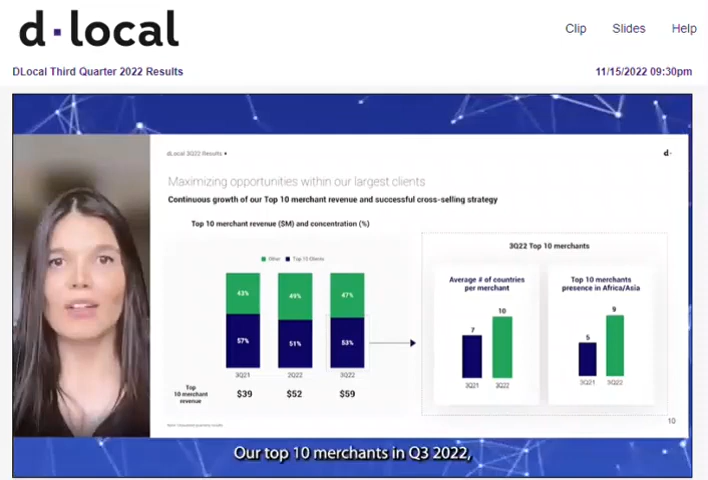 d·local
Clip Slides Help
DLocal Third Quarter 2022 Results
11/15/2022 09:30pm
dLocal 3Q22 Results •
d·
Maximizing opportunities within our largest clients
Continuous growth of our Top 10 merchant revenue and successful cross-selling strategy
Top 10 merchant revenue ($M) and concentration (%)
Other Top 10 Clients
43% 49% 47%
57% 51% 53%
3Q21 2Q22 3Q22
Top
10 merchant
revenue
$39 $52 $59
3Q22 Top 10 merchants
Average # of countries
per merchant
7 10
3Q21 3Q22
Top 10 merchants
presence in Africa/Asia
5 9
3Q21 3Q22
10
Our top 10 merchants in Q3 2022,